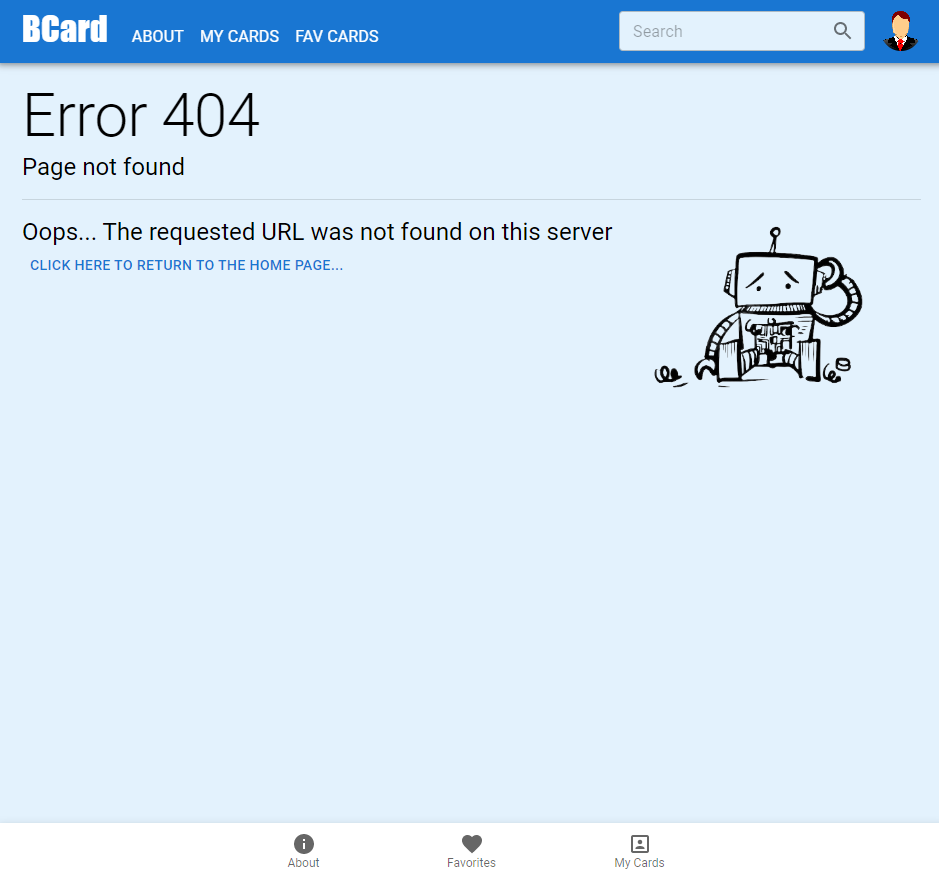 BCard ABOUT MY CARDS FAV CARDS Search
Error 404
Page not found
Oops... The requested URL was not found on this server
CLICK HERE TO RETURN TO THE HOME PAGE...
About Favorites My Cards